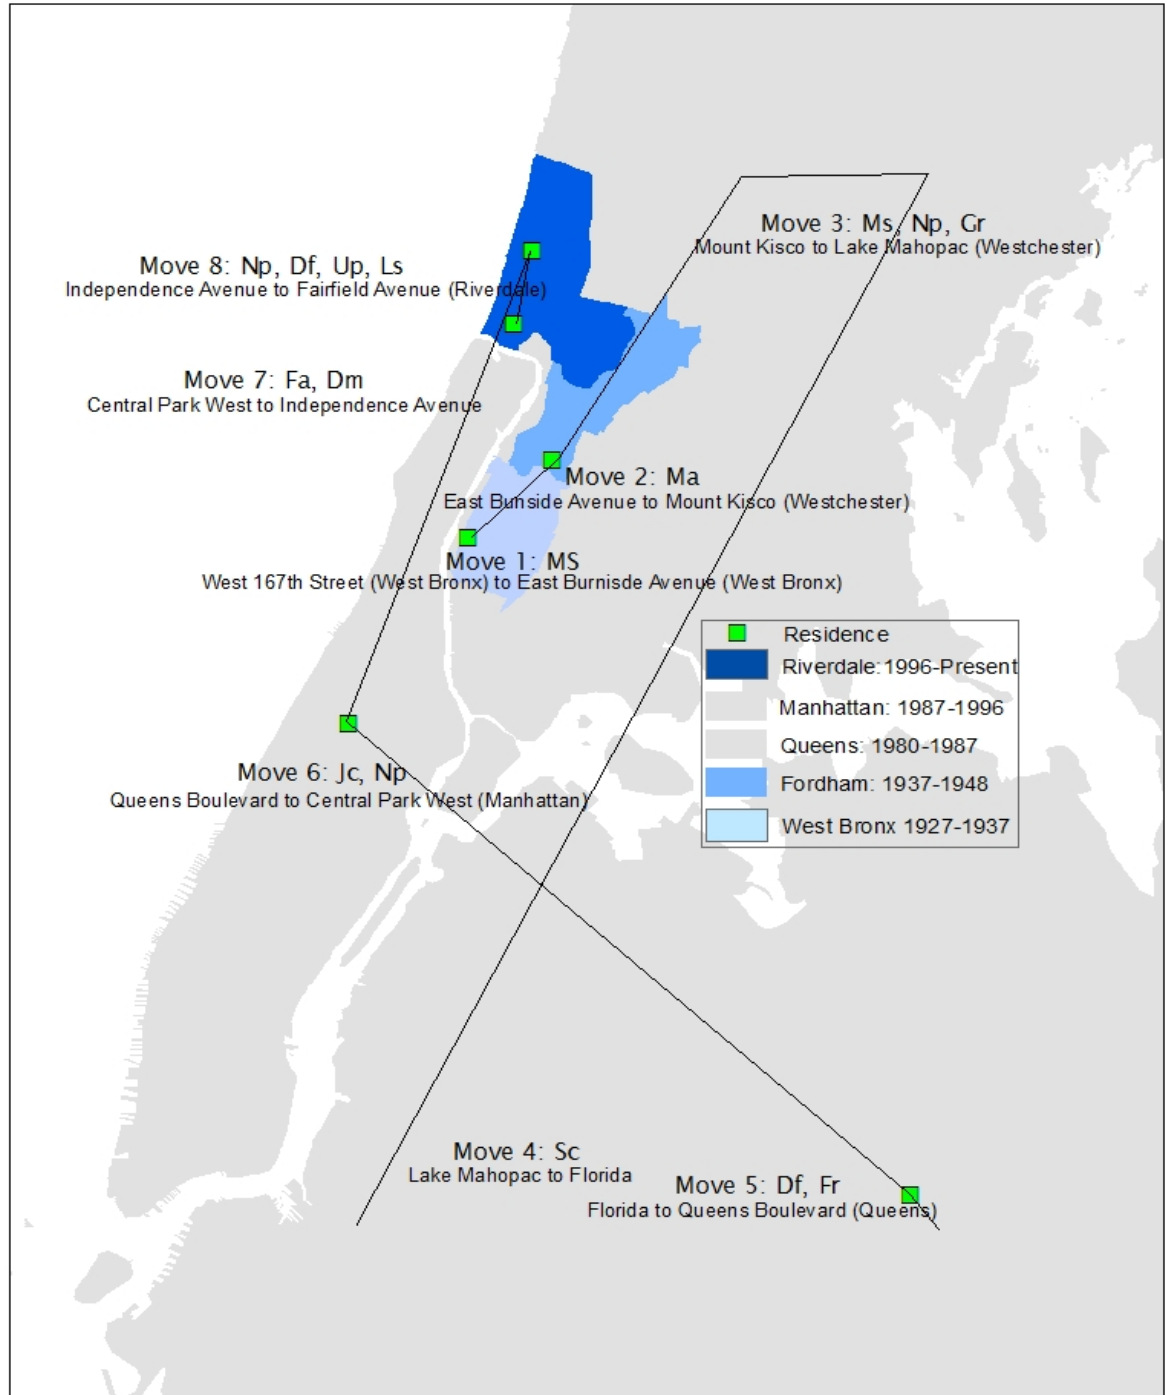 Move 3: Ms, Np, Gr
Mount Kisco to Lake Mahopac (Westchester)
Move 8: Np, Df, Up, Ls
Independence Avenue to Fairfield Avenue (Riverdale)
Move 7: Fa, Dm
Central Park West to Independence Avenue
Move 2: Ma
East Bunside Avenue to Mount Kisco (Westchester)
Move 1: MS
West 167th Street (West Bronx) to East Burnisde Avenue (West Bronx)
Residence
Riverdale:1996-Present
Manhattan: 1987-1996
Queens: 1980-1987
Fordham: 1937-1948
West Bronx 1927-1937
Move 6: Jc, Np
Queens Boulevard to Central Park West (Manhattan)
Move 4: Sc
Lake Mahopac to Florida
Move 5: Df, Fr
Florida to Queens Boulevard (Queens)